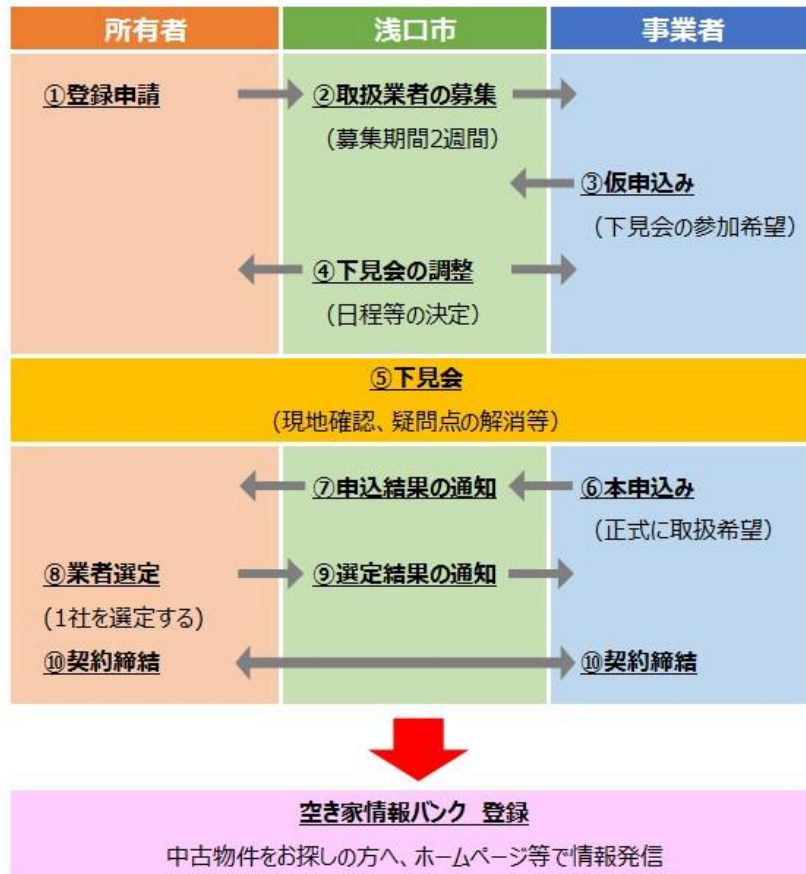 所有者 浅口市 事業者
①登録申請 ②取扱業者の募集
（募集期間2週間）
③仮申込み
（下見会の参加希望）
④下見会の調整
（日程等の決定）
⑤下見会
（現地確認、疑問点の解消等）
⑦申込結果の通知 ⑥本申込み
（正式に取扱希望）
⑧業者選定 ⑨選定結果の通知
（1社を選定する）
⑩契約締結 ⑩契約締結
空き家情報バンク 登録
中古物件をお探しの方へ、ホームページ等で情報発信